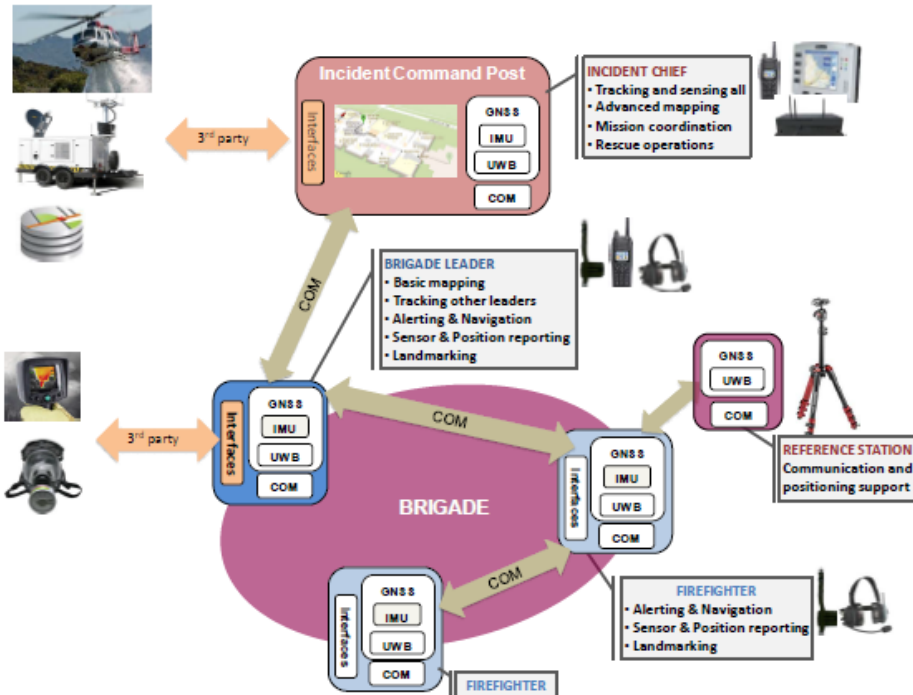 Incident Command Post
Interfaces
GNSS
IMU
UWB
COM
INCIDENT CHIEF
• Tracking and sensing all
• Advanced mapping
• Mission coordination
• Rescue operations
3rd party
COM
BRIGADE LEADER
• Basic mapping
• Tracking other leaders
• Alerting & Navigation
• Sensor & Position reporting
• Landmarking
GNSS
UWB
COM
REFERENCE STATION
Communication and
positioning support
3rd party
Interfaces
GNSS
IMU
UWB
COM
COM
Interfaces
GNSS
IMU
UWB
COM
BRIGADE
COM
FIREFIGHTER
• Alerting & Navigation
• Sensor & Position reporting
• Landmarking
Interfaces
GNSS
IMU
UWB
COM
FIREFIGHTER